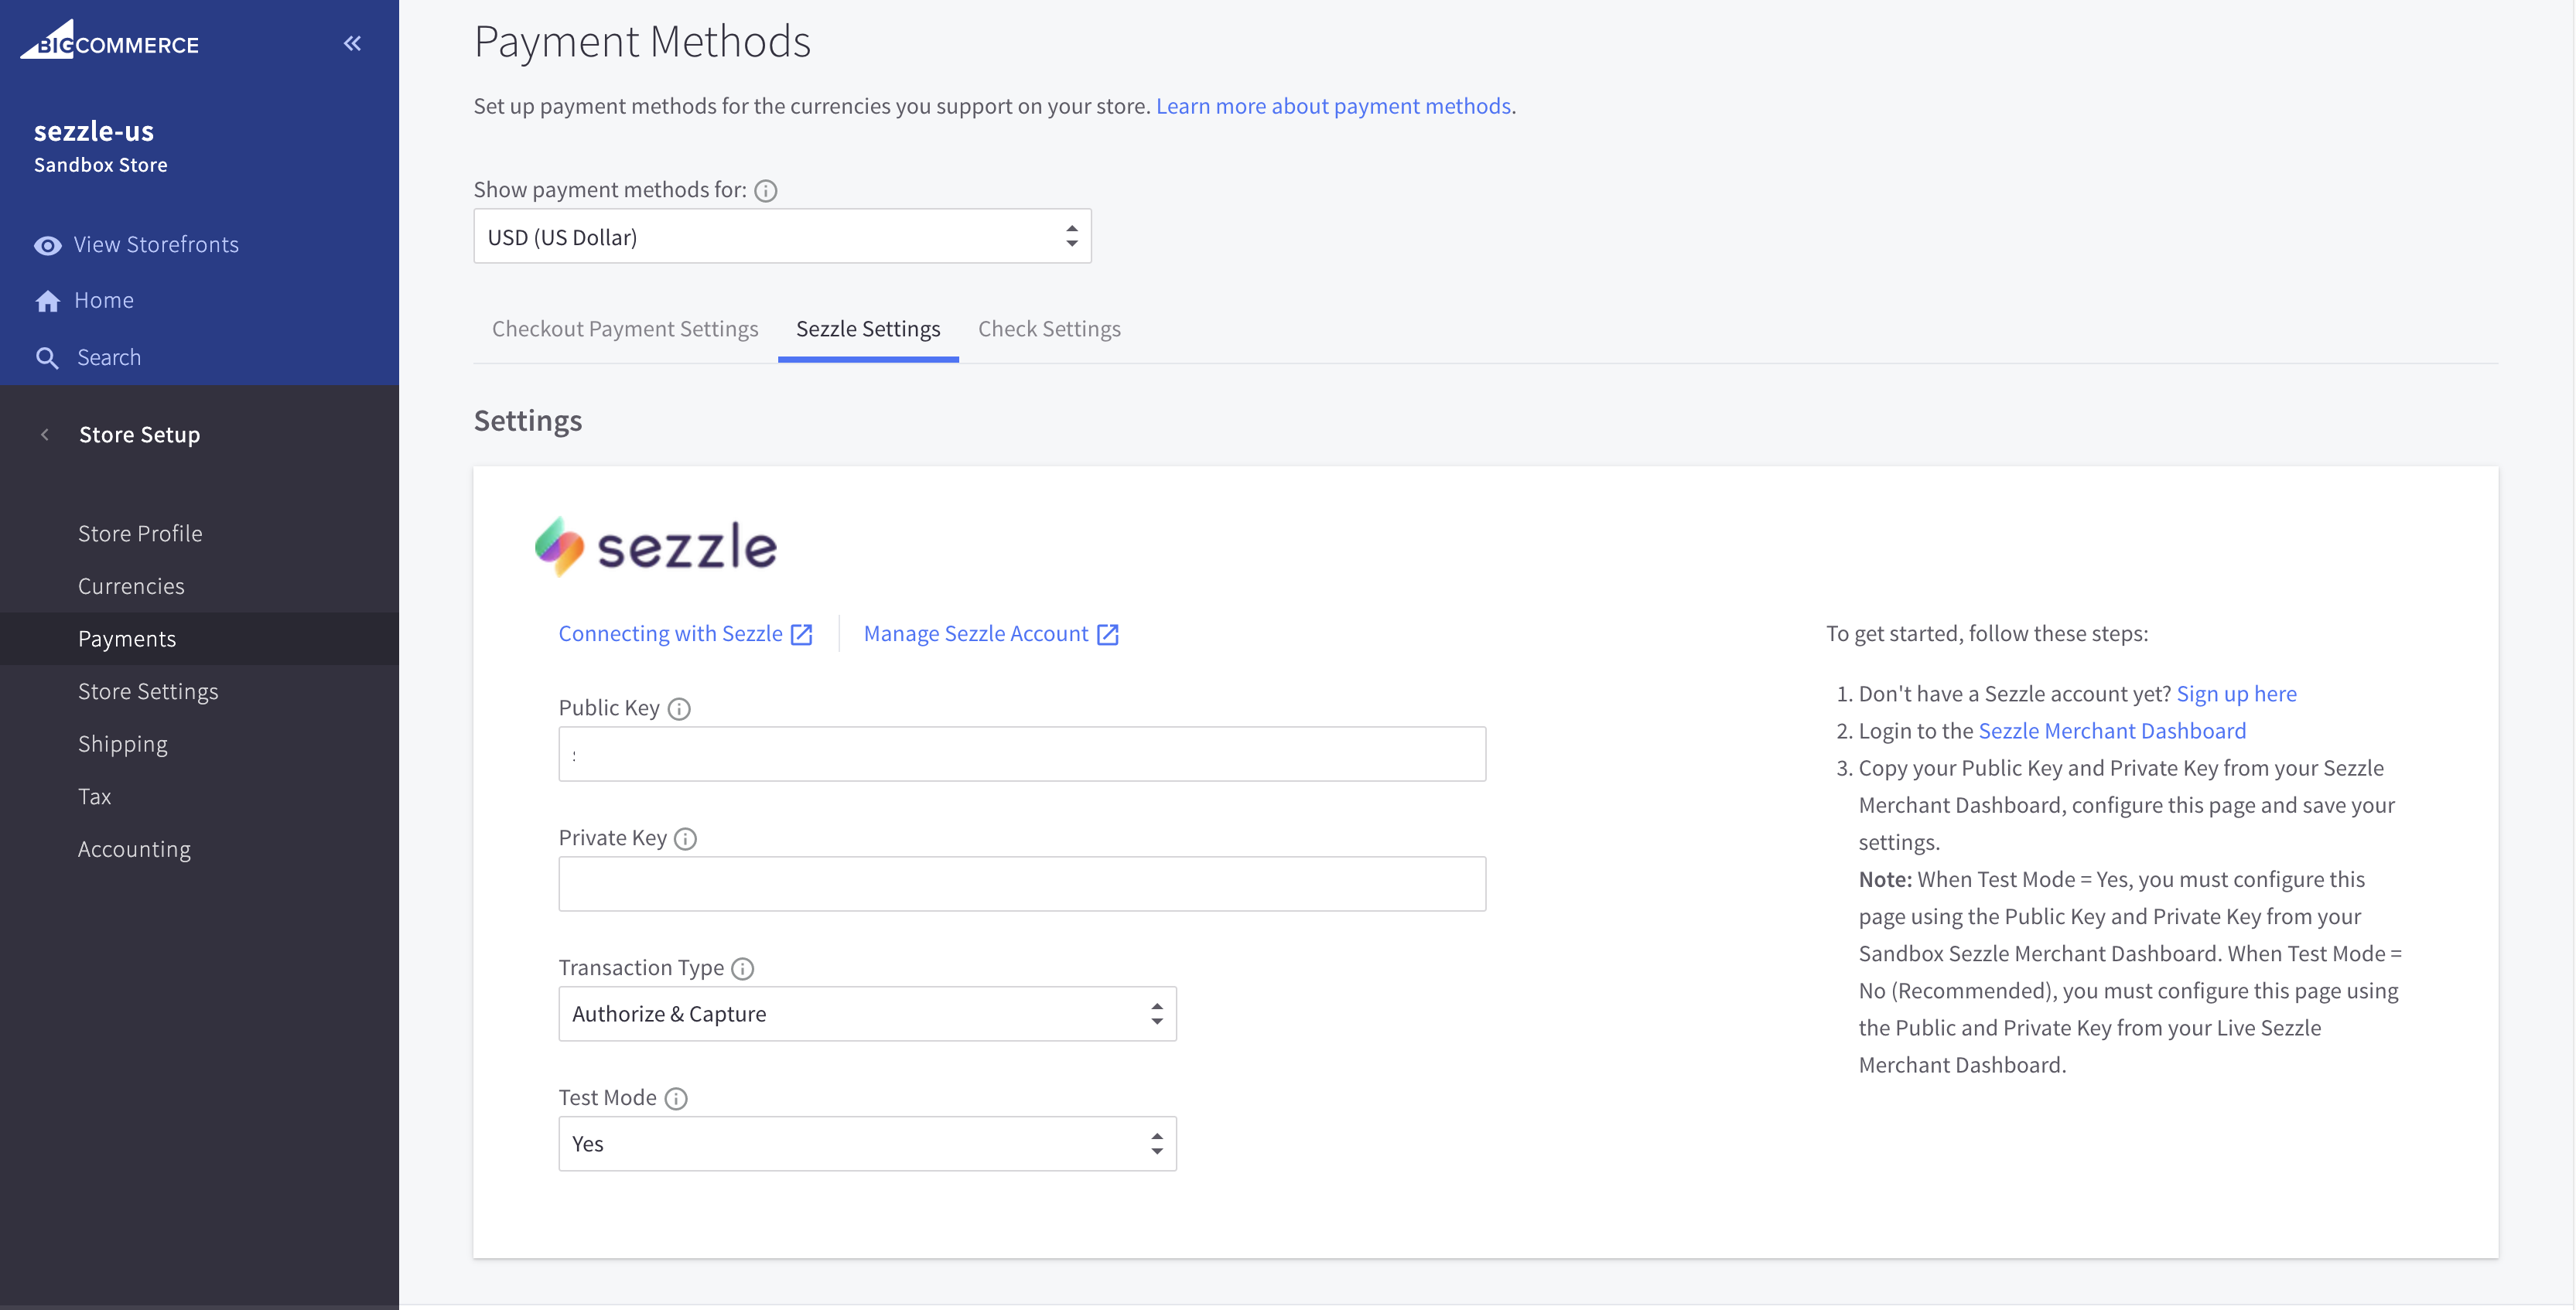 BIGCOMMERCE
sezzle-us
Sandbox Store
View Storefronts
Home
Search
Store Setup
Store Profile
Currencies
Payments
Store Settings
Shipping
Tax
Accounting
Payment Methods
Set up payment methods for the currencies you support on your store. Learn more about payment methods.
Show payment methods for:
USD (US Dollar)
Checkout Payment Settings Sezzle Settings Check Settings
Settings
sezzle
Connecting with Sezzle Manage Sezzle Account
Public Key
Private Key
Transaction Type
Authorize & Capture
Test Mode
Yes
To get started, follow these steps:
1. Don't have a Sezzle account yet? Sign up here
2. Login to the Sezzle Merchant Dashboard
3. Copy your Public Key and Private Key from your Sezzle
Merchant Dashboard, configure this page and save your
settings.
Note: When Test Mode = Yes, you must configure this
page using the Public Key and Private Key from your
Sandbox Sezzle Merchant Dashboard. When Test Mode =
No (Recommended), you must configure this page using
the Public and Private Key from your Live Sezzle
Merchant Dashboard.